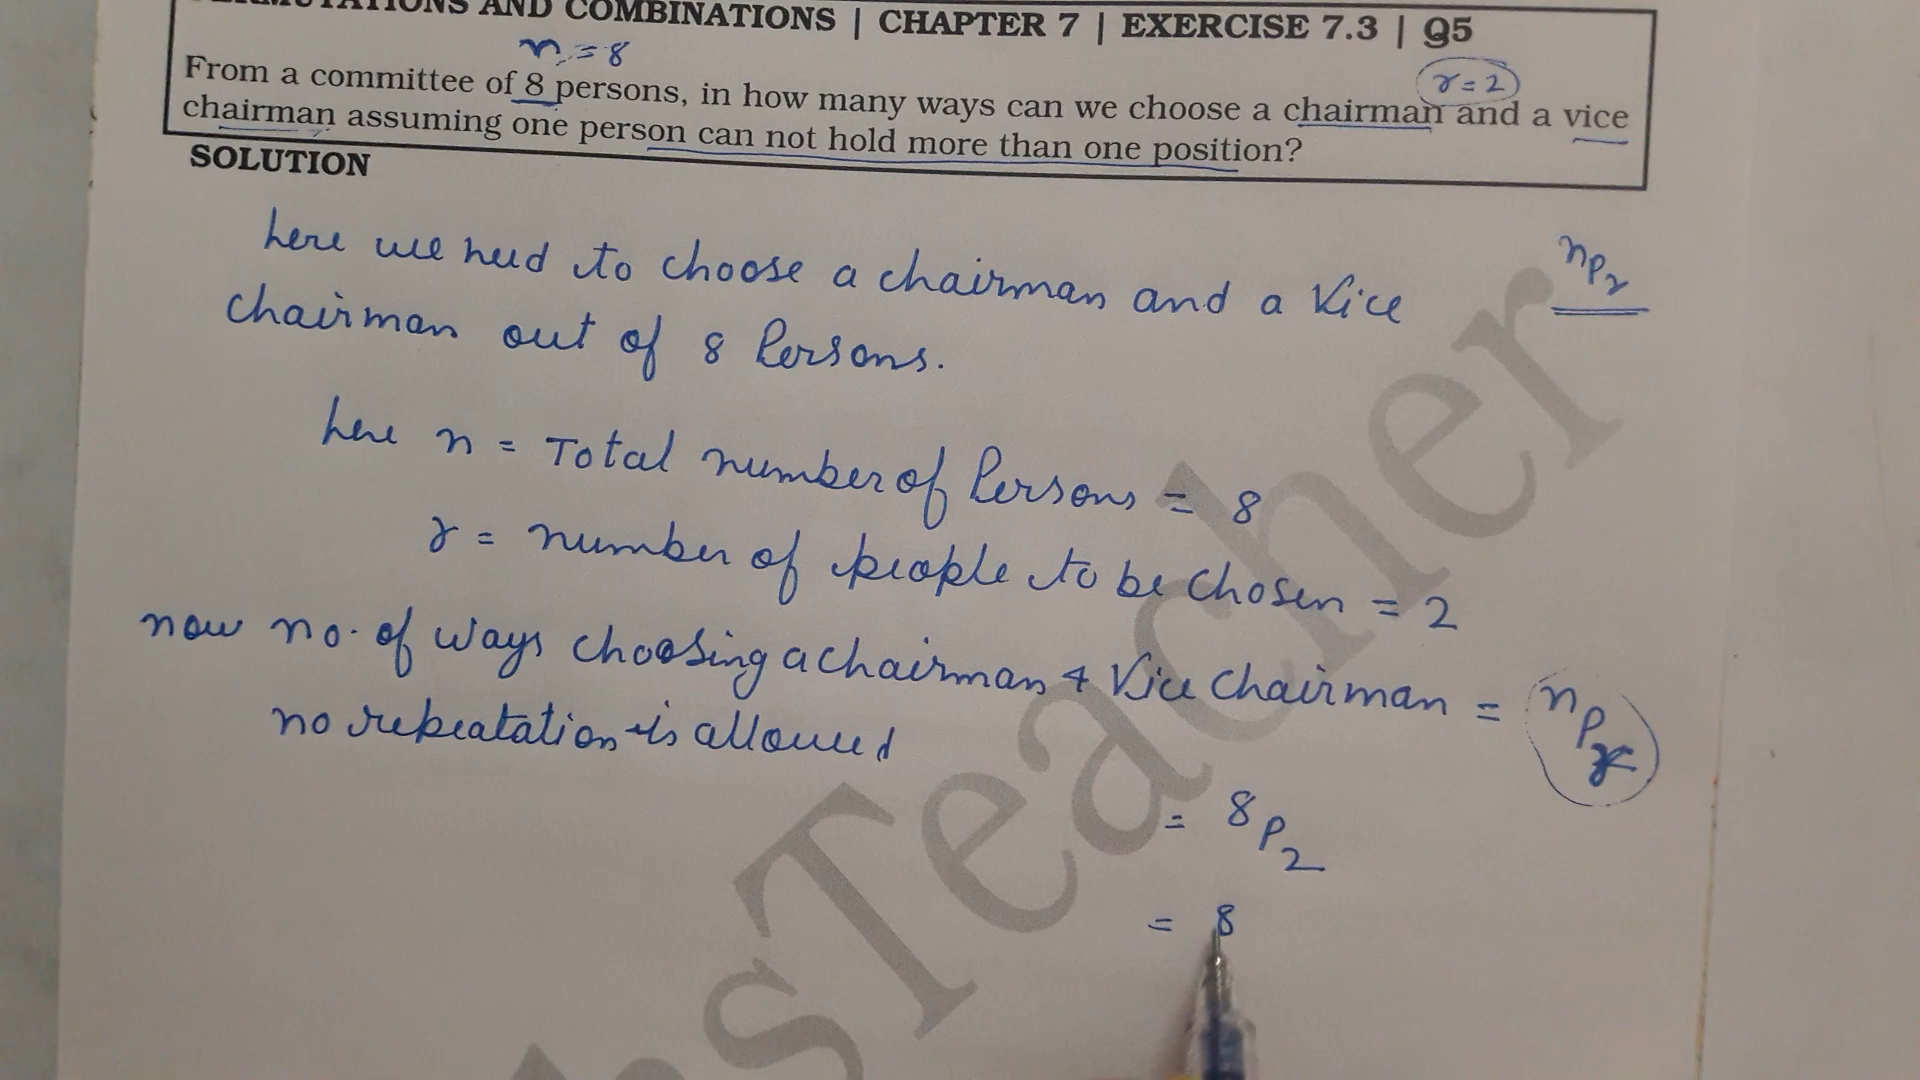 PERMUTATIONS AND COMBINATIONS | CHAPTER 7 | EXERCISE 7.3 | Q5
n = 8
r = 2
From a committee of 8 persons, in how many ways can we choose a chairman and a vice
chairman assuming one person can not hold more than one position?
SOLUTION
here we need to choose a chairman and a Vice
chairman out of 8 Persons.
nPr
here n = Total number of Persons = 8
r = number of people to be chosen = 2
now no. of ways choosing a chairman & Vice Chairman = nPr
no repeatation is allowed
= 8P2
= 8
hsTeacher